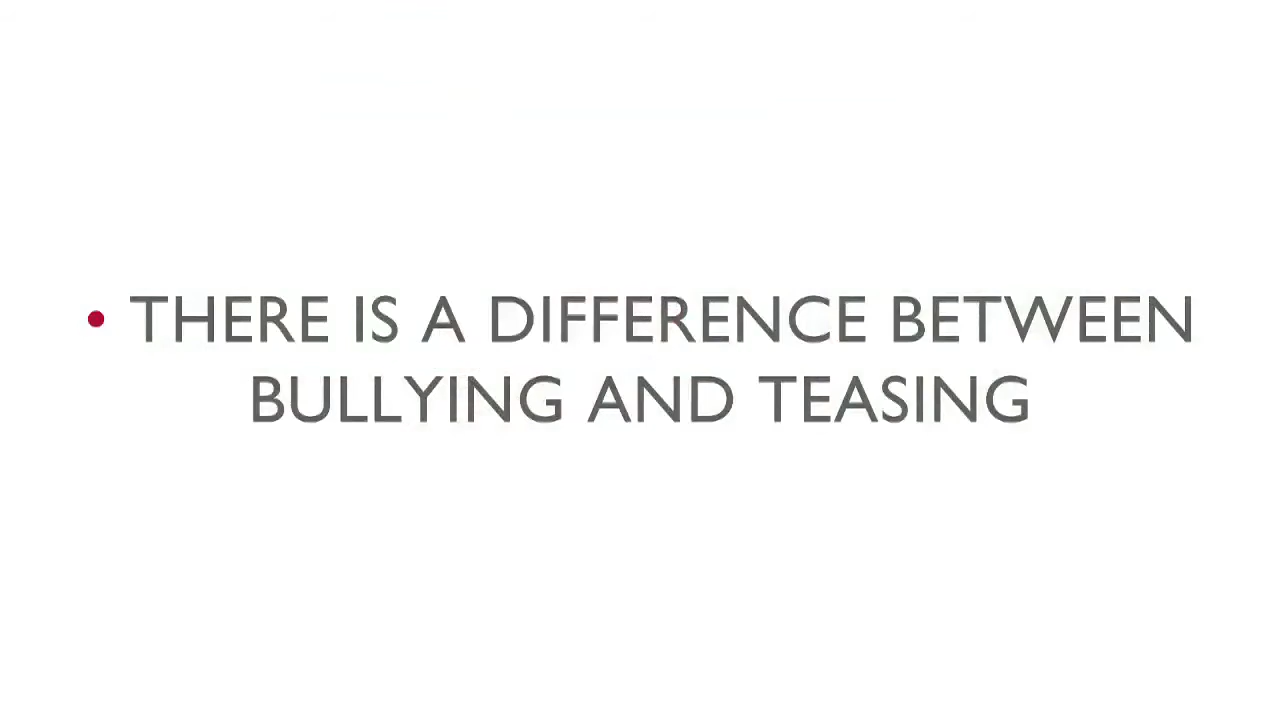 • THERE IS A DIFFERENCE BETWEEN
BULLYING AND TEASING